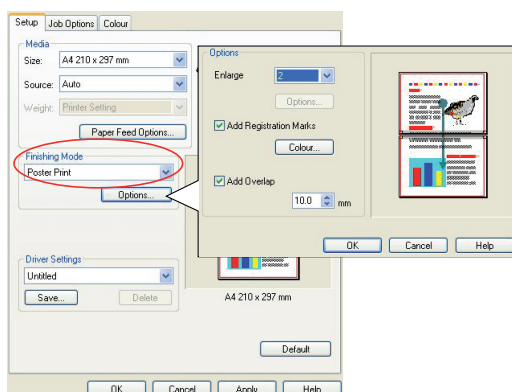 Setup Job Options Colour
Media
Size: A4 210 x 297 mm
Source: Auto
Weight: Printer Setting
Paper Feed Options...
Finishing Mode
Poster Print
Options...
Driver Settings
Untitled
Save... Delete
A4 210 x 297 mm
Default
OK Cancel Apply Help
Options
Enlarge 2
Options...
Add Registration Marks
Colour...
Add Overlap
10.0 mm
OK Cancel Help